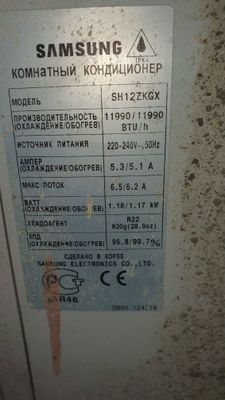 SAMSUNG
IPX4
КОМНАТНЫЙ КОНДИЦИОНЕР
МОДЕЛЬ SH12ZKGX
ПРОИЗВОДИТЕЛЬНОСТЬ (ОХЛАЖДЕНИЕ/ОБОГРЕВ) 11990/11990 BTU/h
ИСТОЧНИК ПИТАНИЯ 220-240V~,50Hz
АМПЕР (ОХЛАЖДЕНИЕ/ОБОГРЕВ) 5.3/5.1 A
МАКС ПОТОК 6.5/6.2 A
ВАТТ (ОХЛАЖДЕНИЕ/ОБОГРЕВ) 1.18/1.17 kW
ХЛАДОАГЕНТ R22 820g(28.9oz)
КПД (ОХЛАЖДЕНИЕ/ОБОГРЕВ) 96.8/99.7%
СДЕЛАНО В КОРЕЕ
SAMSUNG ELECTRONICS CO.,LTD.
CE